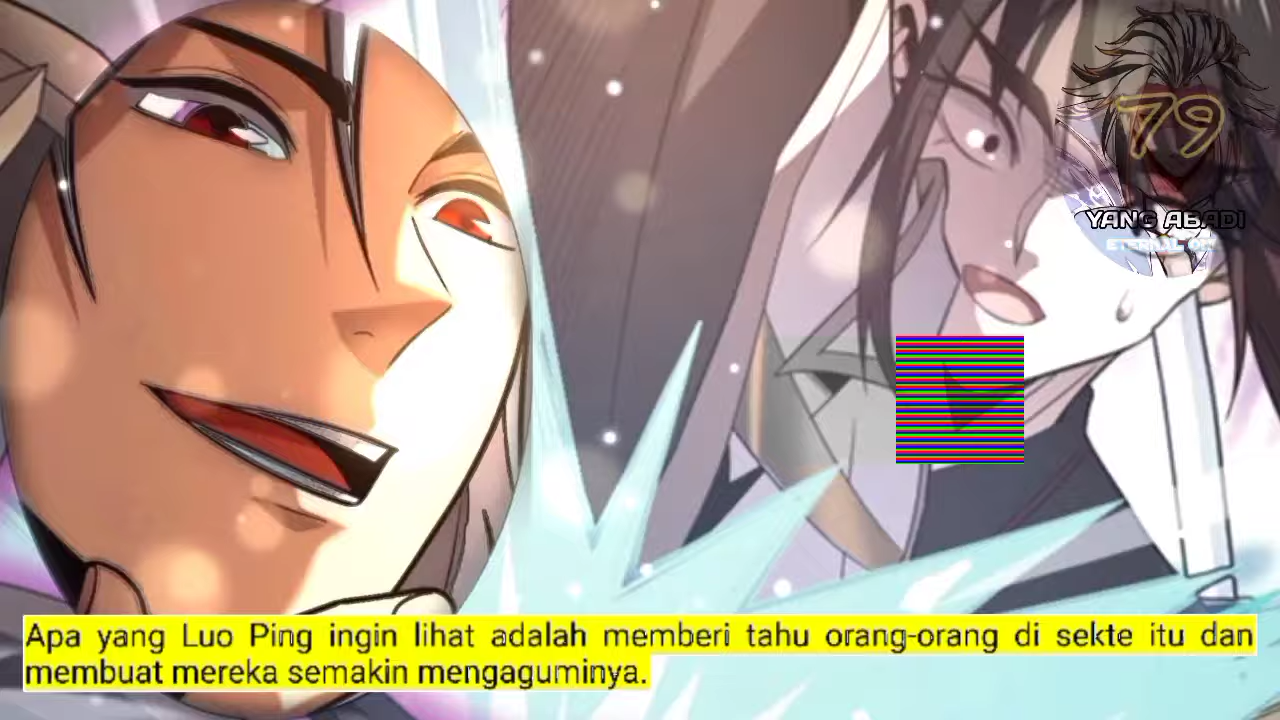 79
YANG ABADI
Apa yang Luo Ping ingin lihat adalah memberi tahu orang-orang di sekte itu dan
membuat mereka semakin mengaguminya.